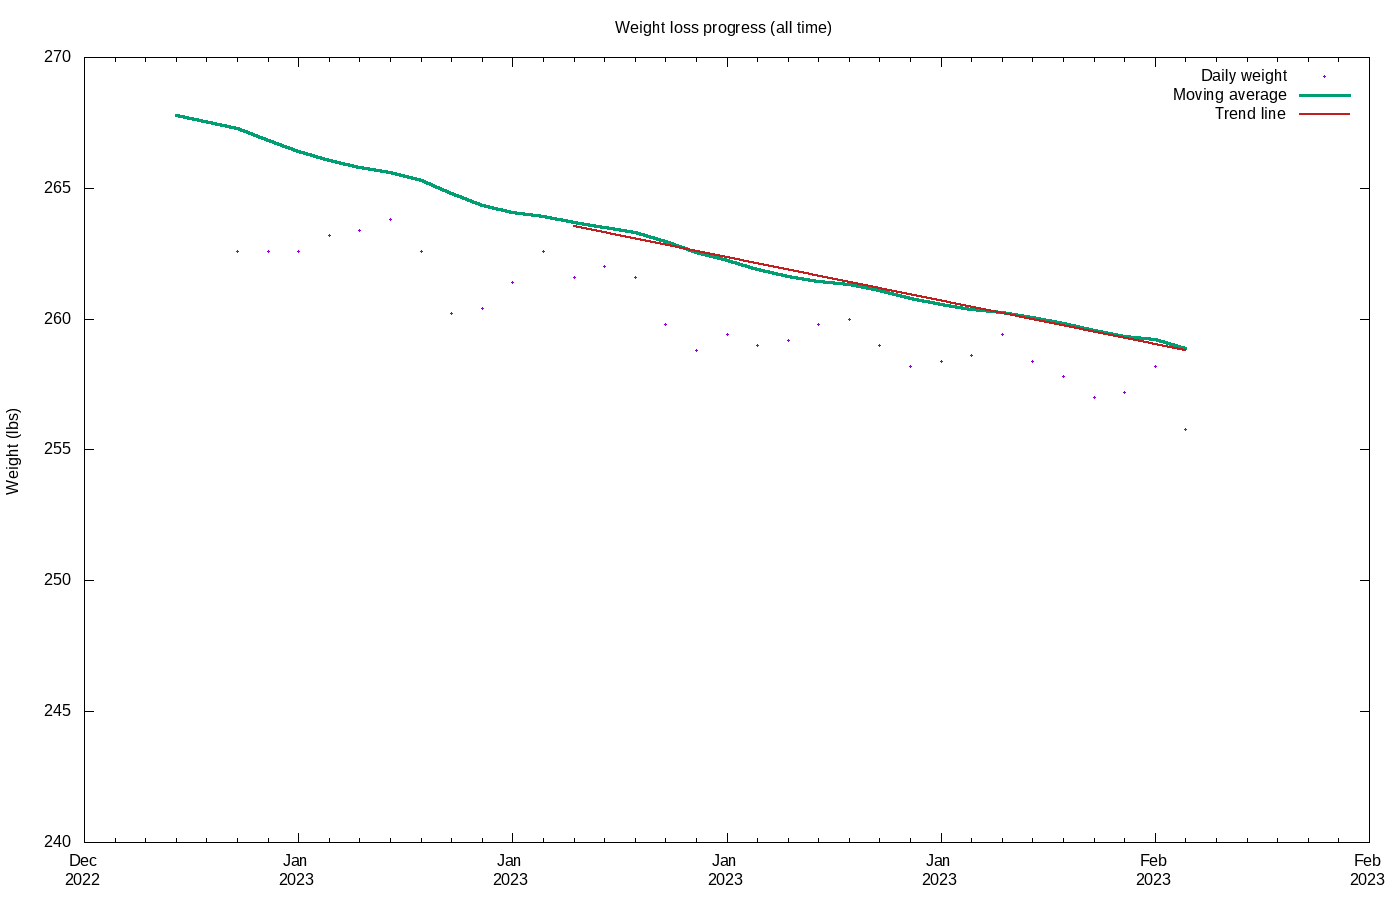 Weight loss progress (all time)
Daily weight
Moving average
Trend line
270
265
260
255
250
245
240
Weight (lbs)
Dec
2022
Jan
2023
Jan
2023
Jan
2023
Jan
2023
Feb
2023
Feb
2023